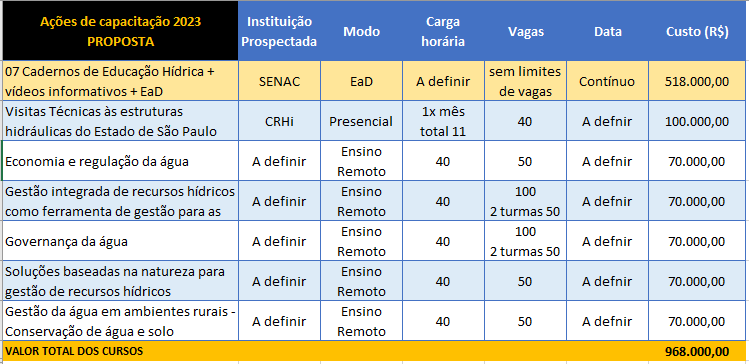 Ações de capacitação 2023 PROPOSTA | Instituição Prospectada | Modo | Carga horária | Vagas | Data | Custo (R$)
07 Cadernos de Educação Hídrica + vídeos informativos + EaD | SENAC | EaD | A definir | sem limites de vagas | Contínuo | 518.000,00
Visitas Técnicas às estruturas hidráulicas do Estado de São Paulo | CRHi | Presencial | 1x mês total 11 | 40 | A defnir | 100.000,00
Economia e regulação da água | A definir | Ensino Remoto | 40 | 50 | A defnir | 70.000,00
Gestão integrada de recursos hídricos como ferramenta de gestão para as | A definir | Ensino Remoto | 40 | 100 2 turmas 50 | A defnir | 70.000,00
Governança da água | A definir | Ensino Remoto | 40 | 100 2 turmas 50 | A defnir | 70.000,00
Soluções baseadas na natureza para gestão de recursos hídricos | A definir | Ensino Remoto | 40 | 50 | A defnir | 70.000,00
Gestão da água em ambientes rurais - Conservação de água e solo | A definir | Ensino Remoto | 40 | 50 | A defnir | 70.000,00
VALOR TOTAL DOS CURSOS | 968.000,00